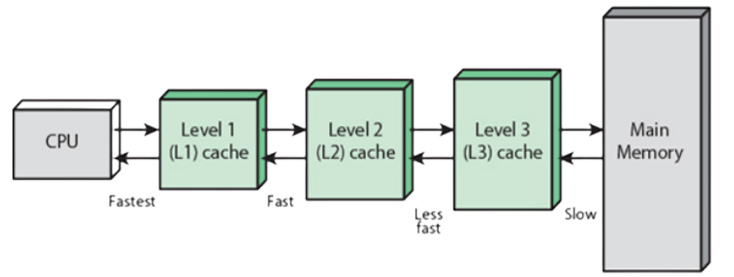 CPU
Level 1
(L1) cache
Level 2
(L2) cache
Level 3
(L3) cache
Main
Memory
Fastest
Fast
Less
fast
Slow